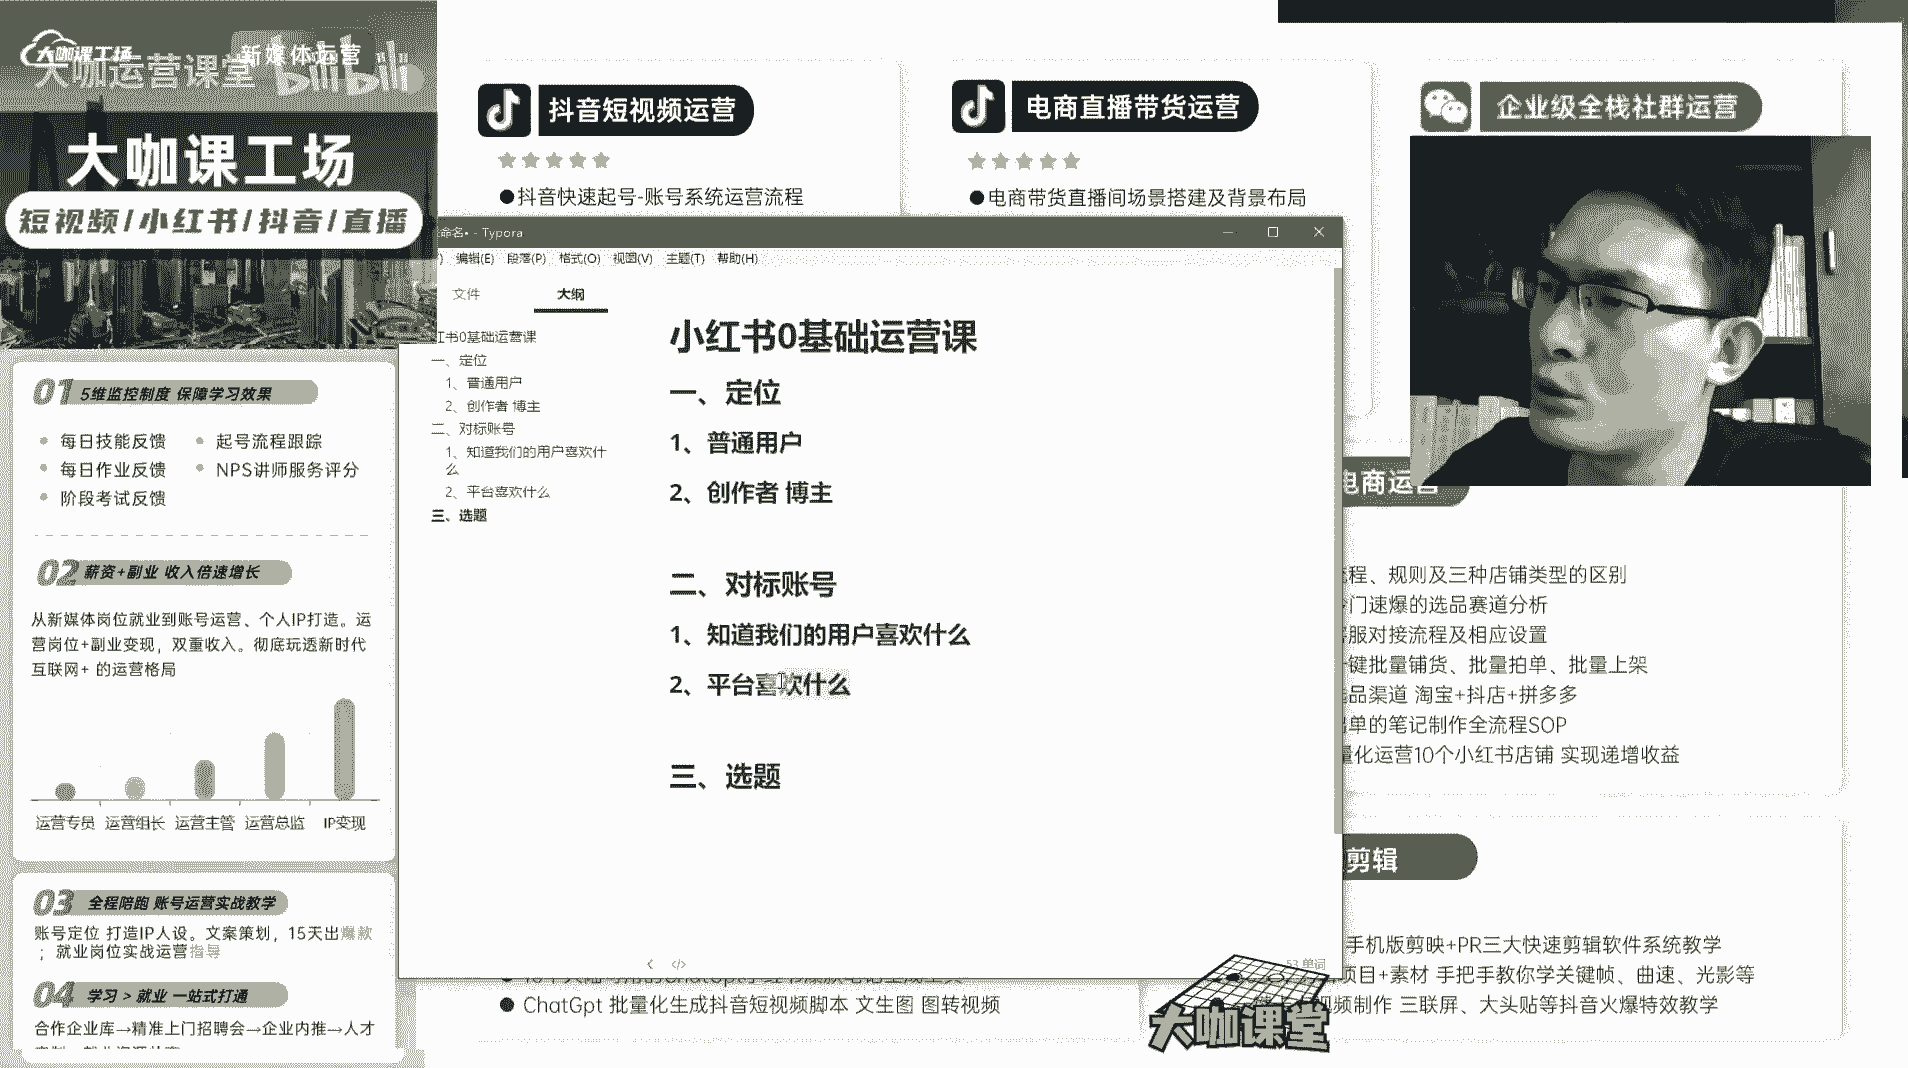 大咖课工场
新媒体运营
大咖运营课堂
bilibili
大咖课工场
短视频/小红书/抖音/直播
01 5维监控制度 保障学习效果
每日技能反馈
起号流程跟踪
每日作业反馈
NPS讲师服务评分
阶段考试反馈
02 薪资+副业 收入倍速增长
从新媒体岗位就业到账号运营、个人IP打造。运
营岗位+副业变现，双重收入。彻底玩透新时代
互联网+ 的运营格局
运营专员 运营组长 运营主管 运营总监 IP变现
03 全程陪跑 账号运营实战教学
账号定位 打造IP人设。文案策划，15天出爆款
；就业岗位实战运营指导
04 学习 > 就业 一站式打通
合作企业库→精准上门招聘会→企业内推→人才
抖音短视频运营
●抖音快速起号-账号系统运营流程
电商直播带货运营
●电商带货直播间场景搭建及背景布局
企业级全栈社群运营
命名• - Typora
编辑(E) 段落(P) 格式(O) 视图(V) 主题(T) 帮助(H)
文件
大纲
红书0基础运营课
一、定位
1、普通用户
2、创作者 博主
二、对标账号
1、知道我们的用户喜欢什
么
2、平台喜欢什么
三、选题
小红书0基础运营课
一、定位
1、普通用户
2、创作者 博主
二、对标账号
1、知道我们的用户喜欢什么
2、平台喜欢什么
三、选题
53 单词
电商运营
流程、规则及三种店铺类型的区别
门速爆的选品赛道分析
客服对接流程及相应设置
一键批量铺货、批量拍单、批量上架
选品渠道 淘宝+抖店+拼多多
出单的笔记制作全流程SOP
量化运营10个小红书店铺 实现递增收益
剪辑
手机版剪映+PR三大快速剪辑软件系统教学
项目+素材 手把手教你学关键帧、曲速、光影等
视频制作 三联屏、大头贴等抖音火爆特效教学
● ChatGpt 批量化生成抖音短视频脚本 文生图 图转视频
大咖课堂